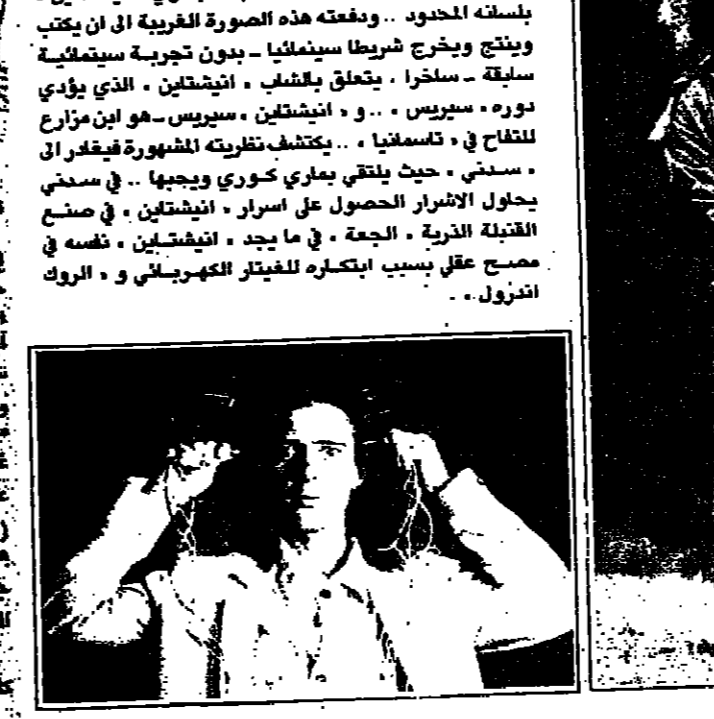 بلسانه المحدود .. ودفعته هذه الصورة الغريبة الى ان يكتب
وينتج ويخرج شريطا سينمائيا ــ بدون تجربة سينمائية
سابقة ــ ساخرا ، يتعلق بالشاب ، انيشتاين ، الذي يؤدي
دوره ، سيريس ، .. و « انيشتاين ، سيريس ــ هو ابن مزارع
للتفاح في « تاسمانيا ، .. يكتشف نظريته المشهورة فيغادر الى
« سدني ، حيث يلتقي بماري كوري ويحبها .. في سدني
يحاول الاشرار الحصول على اسرار « انيشتاين ، في صنع
القنبلة الذرية ، الجعة ، في ما يجد « انيشتاين ، نفسه في
مصح عقلي بسبب ابتكاره للغيتار الكهربائي و « الروك
اندرول » .